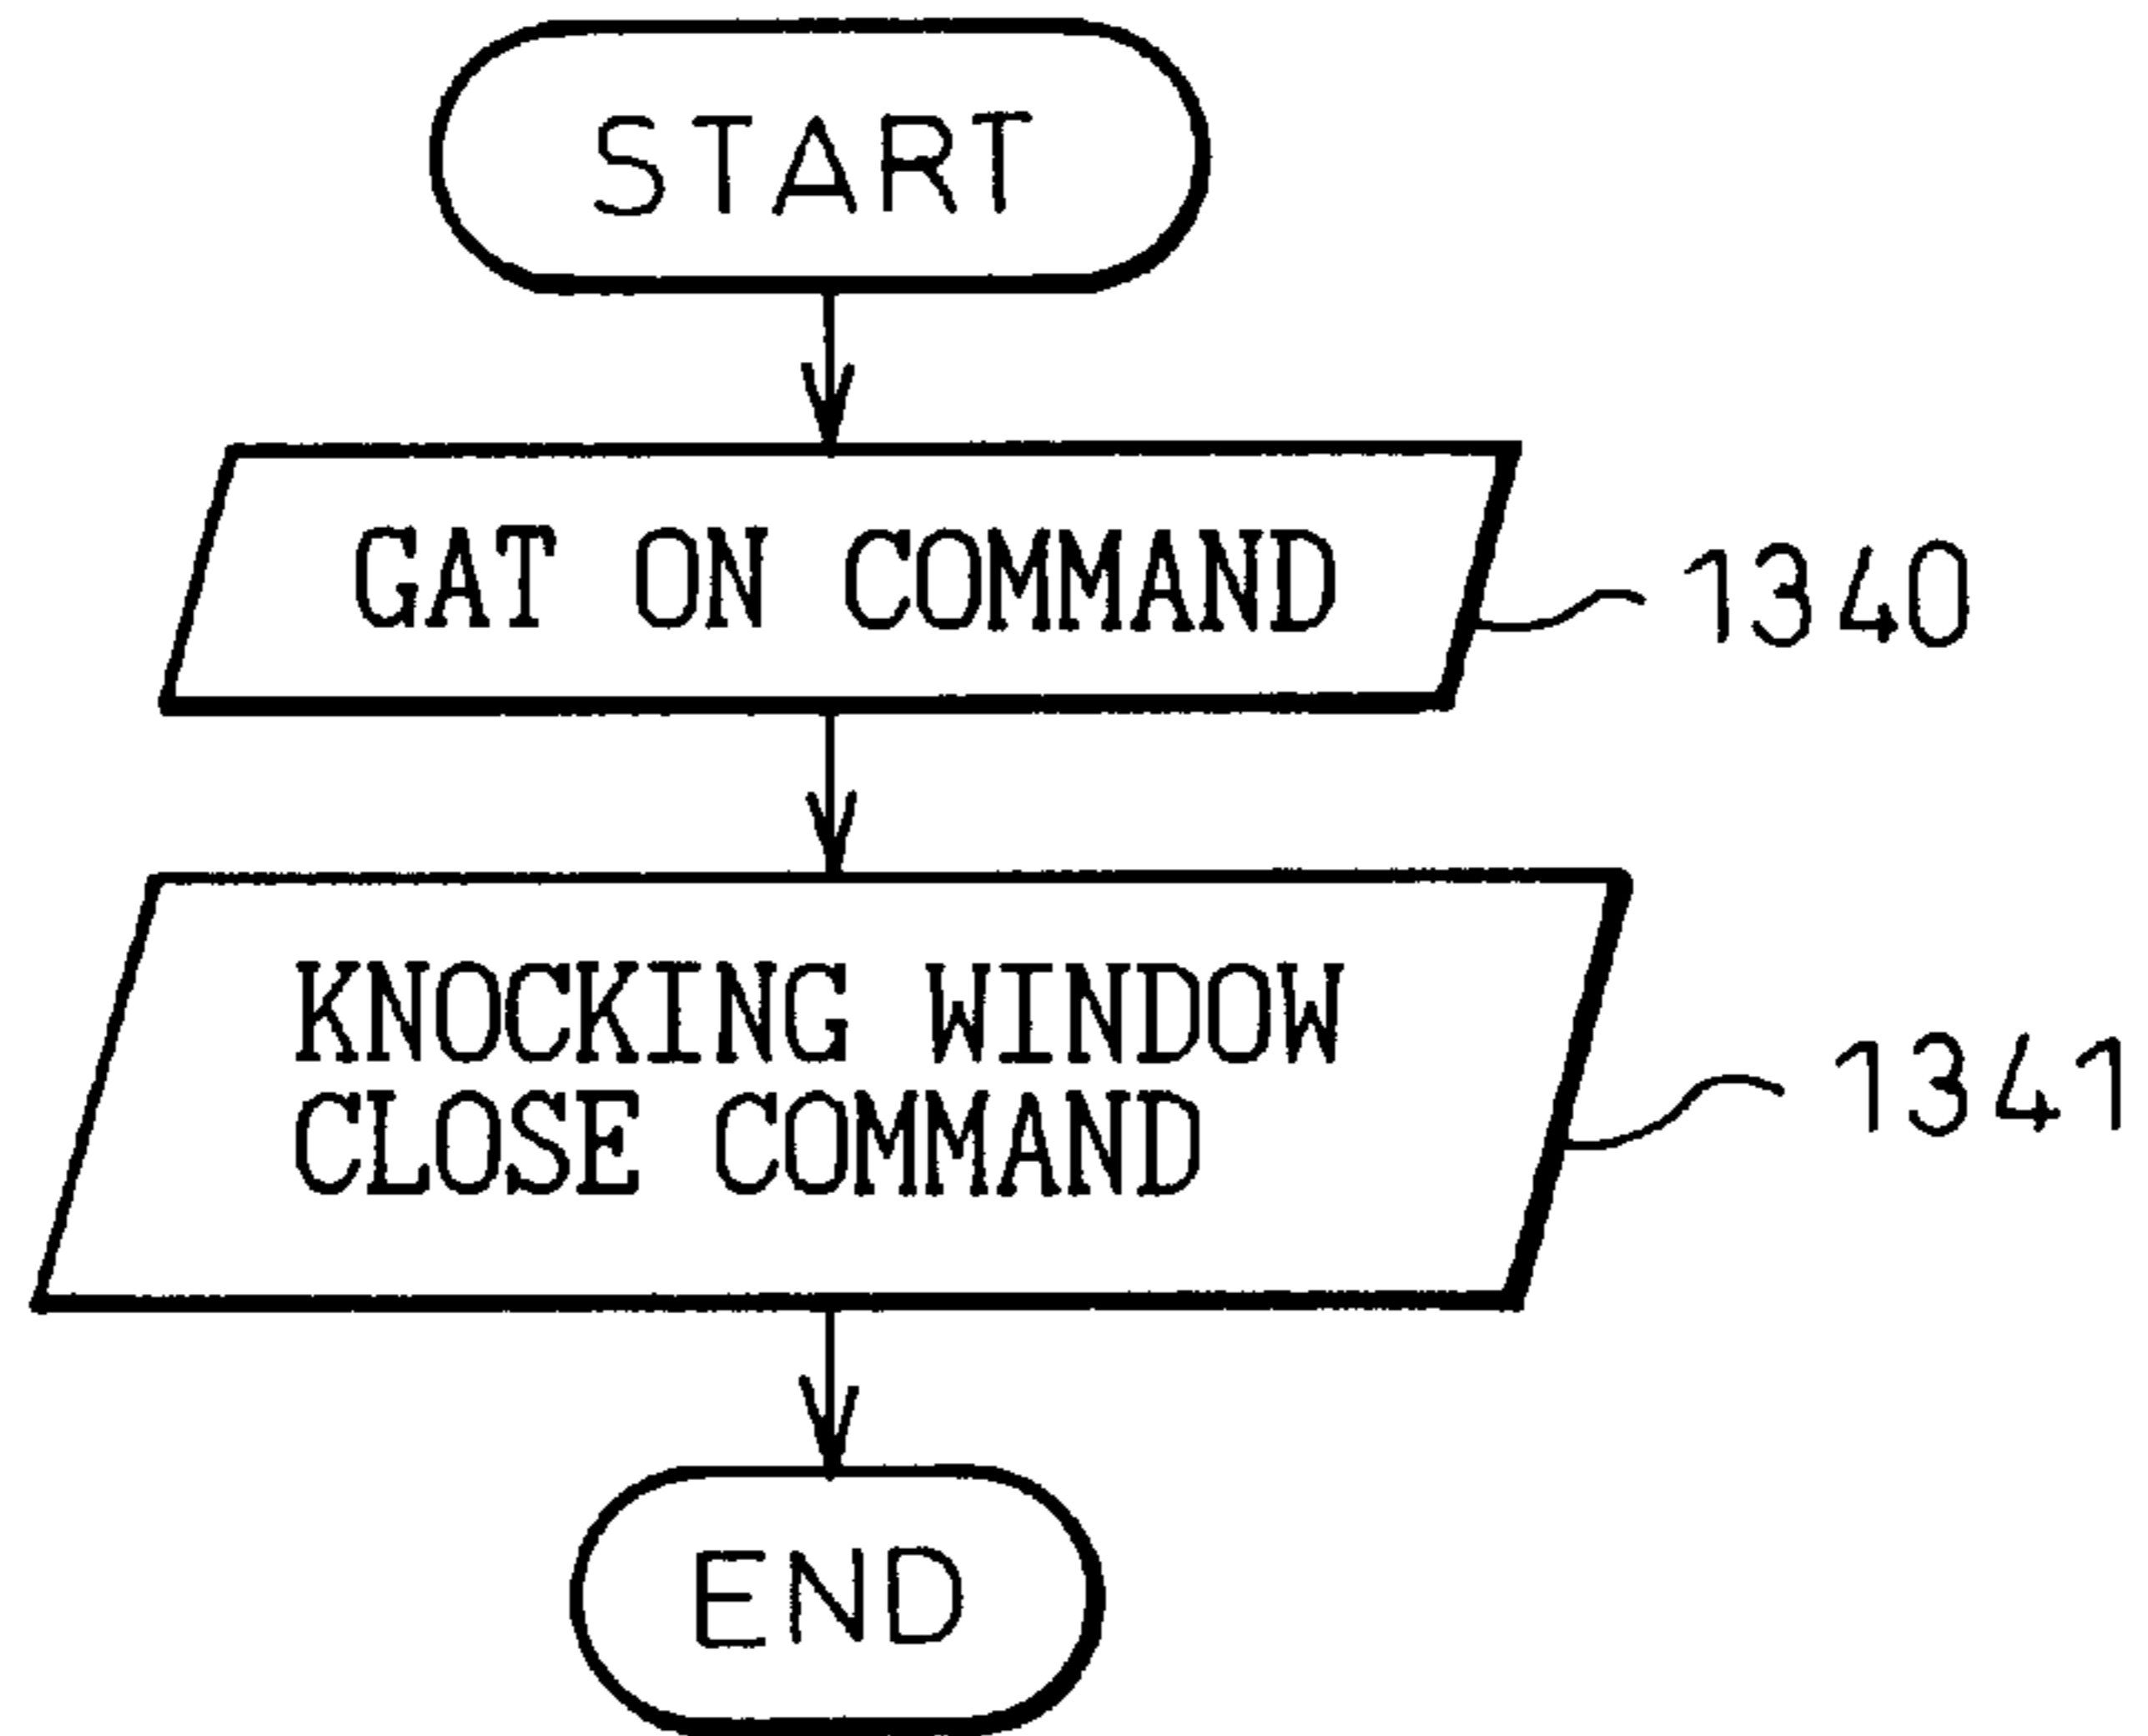 START
GAT ON COMMAND
1340
KNOCKING WINDOW
CLOSE COMMAND
1341
END